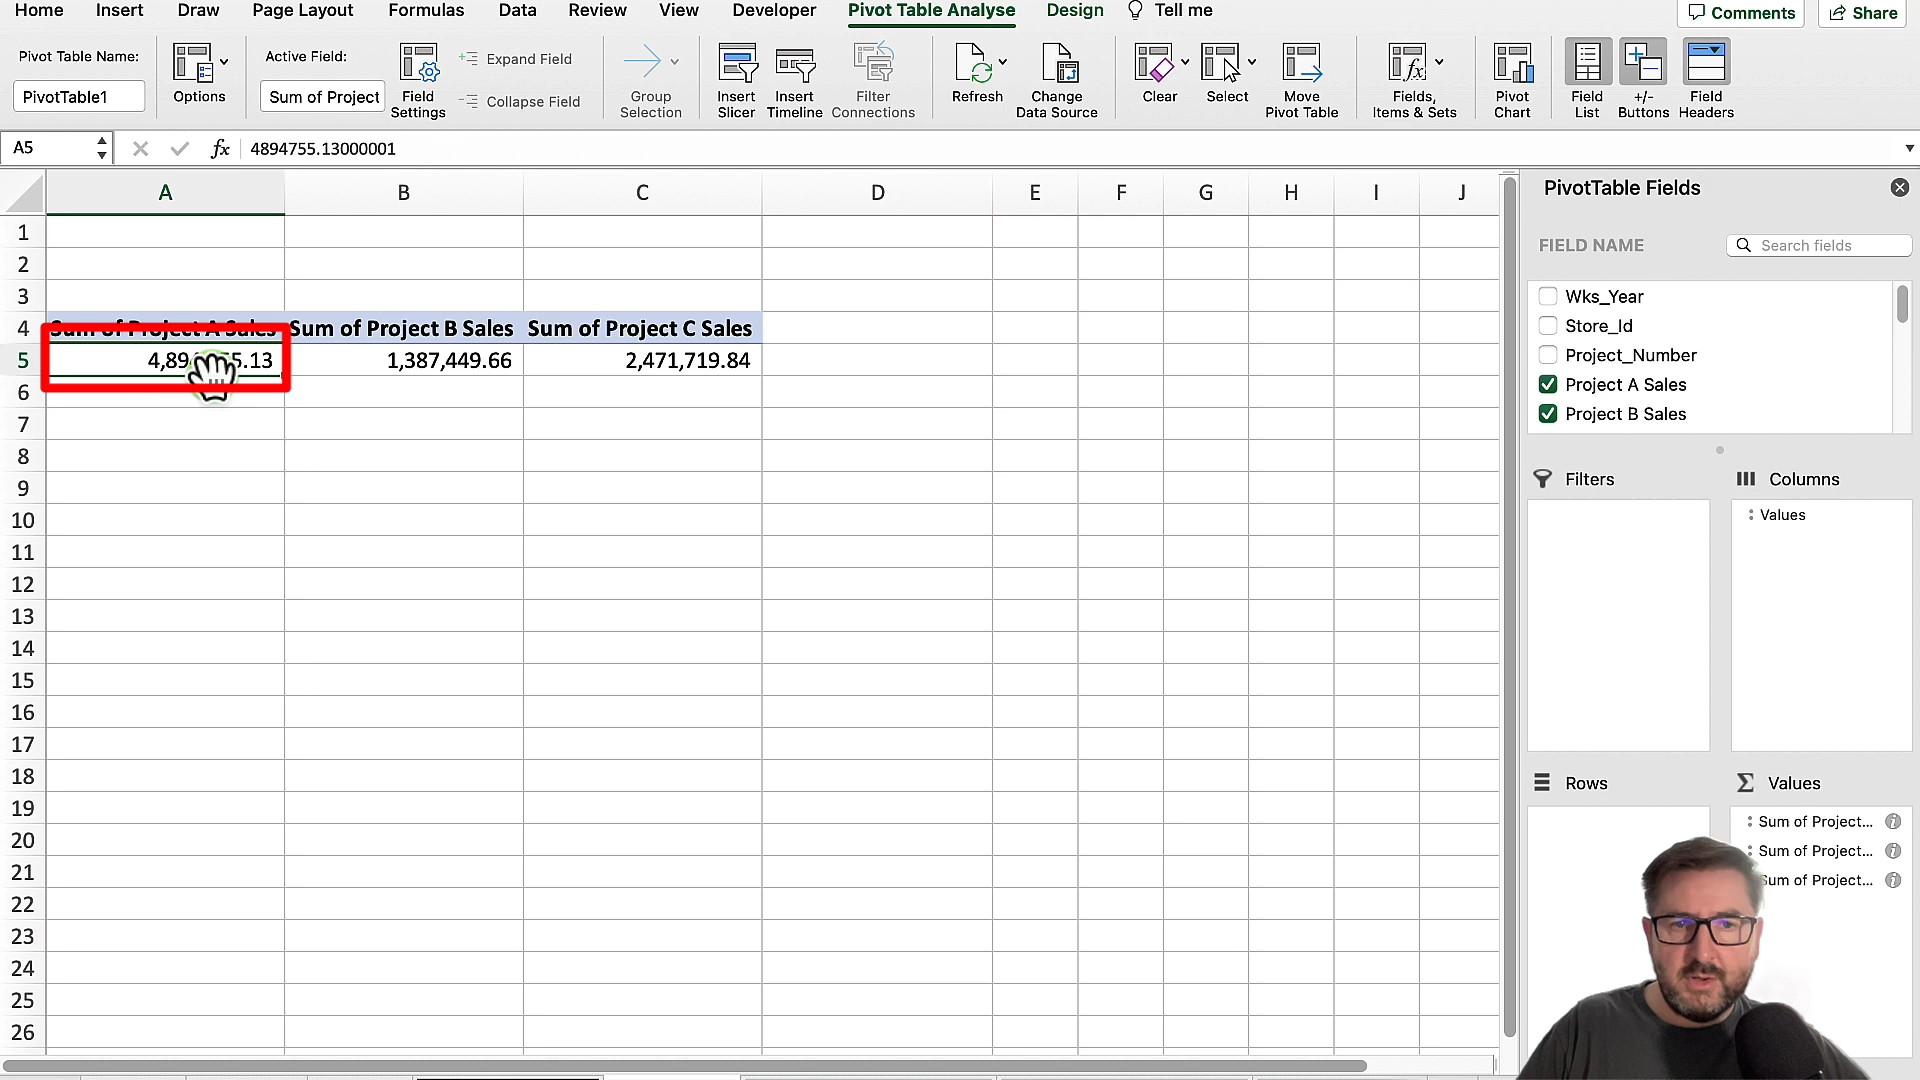 Home Insert Draw Page Layout Formulas Data Review View Developer Pivot Table Analyse Design Tell me Comments Share
Pivot Table Name:
PivotTable1
Options
Active Field:
Sum of Project
Field
Settings
Expand Field
Collapse Field
Group
Selection
Insert
Slicer
Insert
Timeline
Filter
Connections
Refresh
Change
Data Source
Clear
Select
Move
Pivot Table
Fields,
Items & Sets
Pivot
Chart
Field
List
+/-
Buttons
Field
Headers
A5 fx 4894755.13000001
A B C D E F G H I J
1
2
3
4 Sum of Project A Sales Sum of Project B Sales Sum of Project C Sales
5 1,387,449.66 2,471,719.84
6
7
8
9
10
11
12
13
14
15
16
17
18
19
20
21
22
23
24
25
26
PivotTable Fields
FIELD NAME Search fields
Wks_Year
Store_Id
Project_Number
Project A Sales
Project B Sales
Filters
Columns
Values
Rows
Values
Sum of Project...
Sum of Project...
Sum of Project...